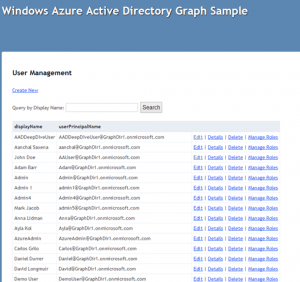 Windows Azure Active Directory Graph Sample
User Management
Create New
Query by Display Name: Search
displayName userPrincipalName
AADDeepDiveUser AADDeepDiveUser@GraphDir1.onmicrosoft.com Edit | Details | Delete | Manage Roles
Aanchal Saxena aanchal@GraphDir1.onmicrosoft.com Edit | Details | Delete | Manage Roles
John Doe AAUser@GraphDir1.onmicrosoft.com Edit | Details | Delete | Manage Roles
Adam Barr Adam@GraphDir1.onmicrosoft.com Edit | Details | Delete | Manage Roles
Admin Admin@GraphDir1.onmicrosoft.com Edit | Details | Delete | Manage Roles
Admin 1 admin1@GraphDir1.onmicrosoft.com Edit | Details | Delete | Manage Roles
Admin4 Admin4@GraphDir1.onmicrosoft.com Edit | Details | Delete | Manage Roles
Mark Jacob admin5@GraphDir1.onmicrosoft.com Edit | Details | Delete | Manage Roles
Anna Lidman Anna@GraphDir1.onmicrosoft.com Edit | Details | Delete | Manage Roles
Ayla Kol Ayla@GraphDir1.onmicrosoft.com Edit | Details | Delete | Manage Roles
AzureAdmin AzureAdmin@GraphDir1.onmicrosoft.com Edit | Details | Delete | Manage Roles
Carlos Grilo Carlos@GraphDir1.onmicrosoft.com Edit | Details | Delete | Manage Roles
Daniel Durrer Daniel@GraphDir1.onmicrosoft.com Edit | Details | Delete | Manage Roles
David Longmuir David@GraphDir1.onmicrosoft.com Edit | Details | Delete | Manage Roles
Demo User DemoUser@GraphDir1.onmicrosoft.com Edit | Details | Delete | Manage Roles